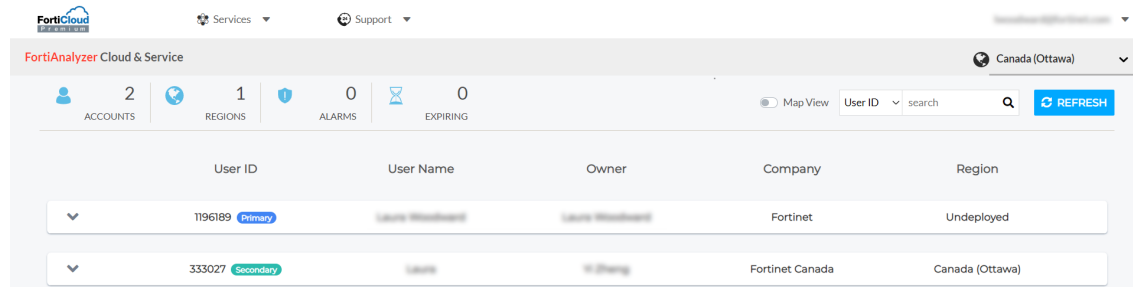 FortiCloud
Premium
Services
Support
FortiAnalyzer Cloud & Service
Canada (Ottawa)
2
ACCOUNTS
1
REGIONS
0
ALARMS
0
EXPIRING
Map View
User ID
search
REFRESH
User ID User Name Owner Company Region
1196189 Primary Fortinet Undeployed
333027 Secondary Fortinet Canada Canada (Ottawa)